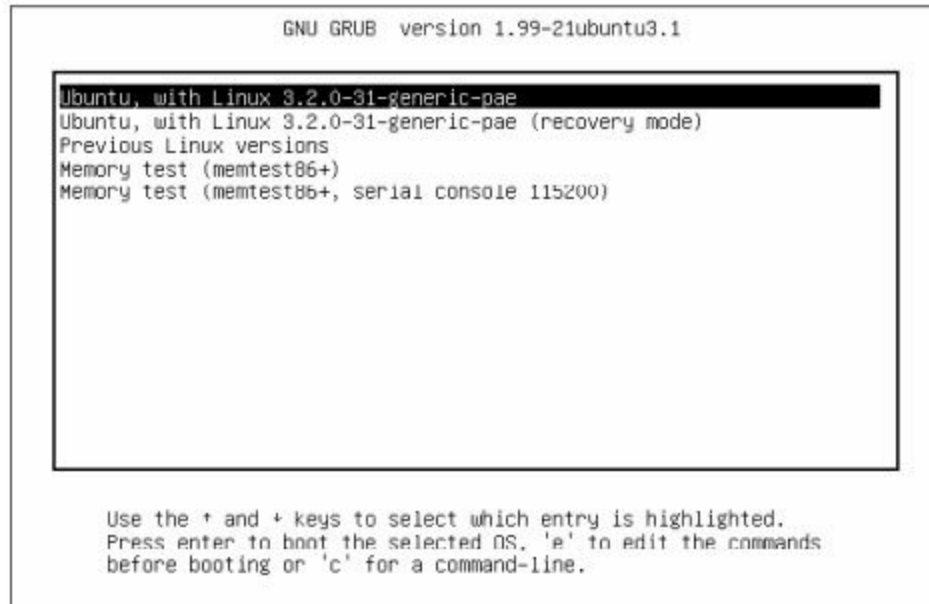 GNU GRUB version 1.99-21ubuntu3.1
Ubuntu, with Linux 3.2.0-31-generic-pae
Ubuntu, with Linux 3.2.0-31-generic-pae (recovery mode)
Previous Linux versions
Memory test (memtest86+)
Memory test (memtest86+, serial console 115200)
Use the ↑ and ↓ keys to select which entry is highlighted.
Press enter to boot the selected OS, 'e' to edit the commands
before booting or 'c' for a command-line.